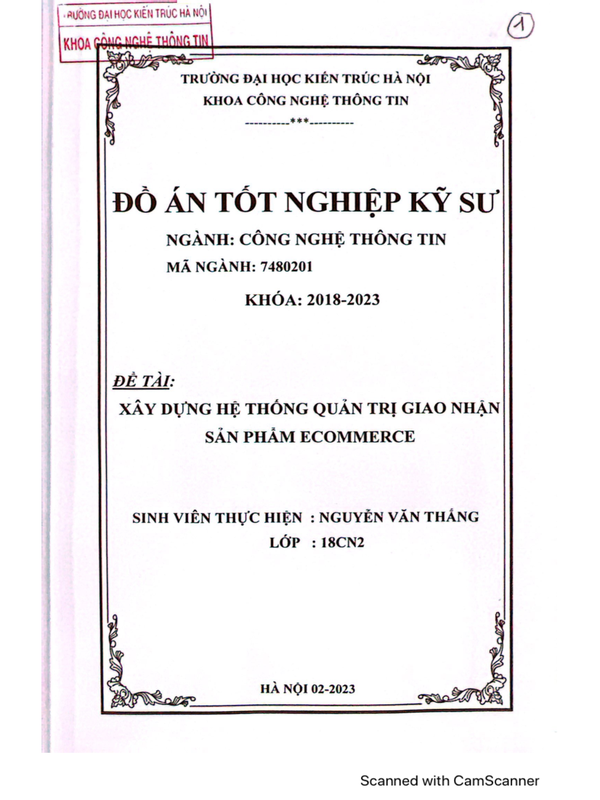 TRƯỜNG ĐẠI HỌC KIẾN TRÚC HÀ NỘI
KHOA CÔNG NGHỆ THÔNG TIN
1
TRƯỜNG ĐẠI HỌC KIẾN TRÚC HÀ NỘI
KHOA CÔNG NGHỆ THÔNG TIN
----------***----------
ĐỒ ÁN TỐT NGHIỆP KỸ SƯ
NGÀNH: CÔNG NGHỆ THÔNG TIN
MÃ NGÀNH: 7480201
KHÓA: 2018-2023
ĐỀ TÀI:
XÂY DỰNG HỆ THỐNG QUẢN TRỊ GIAO NHẬN
SẢN PHẨM ECOMMERCE
SINH VIÊN THỰC HIỆN : NGUYỄN VĂN THẮNG
LỚP : 18CN2
HÀ NỘI 02-2023
Scanned with CamScanner